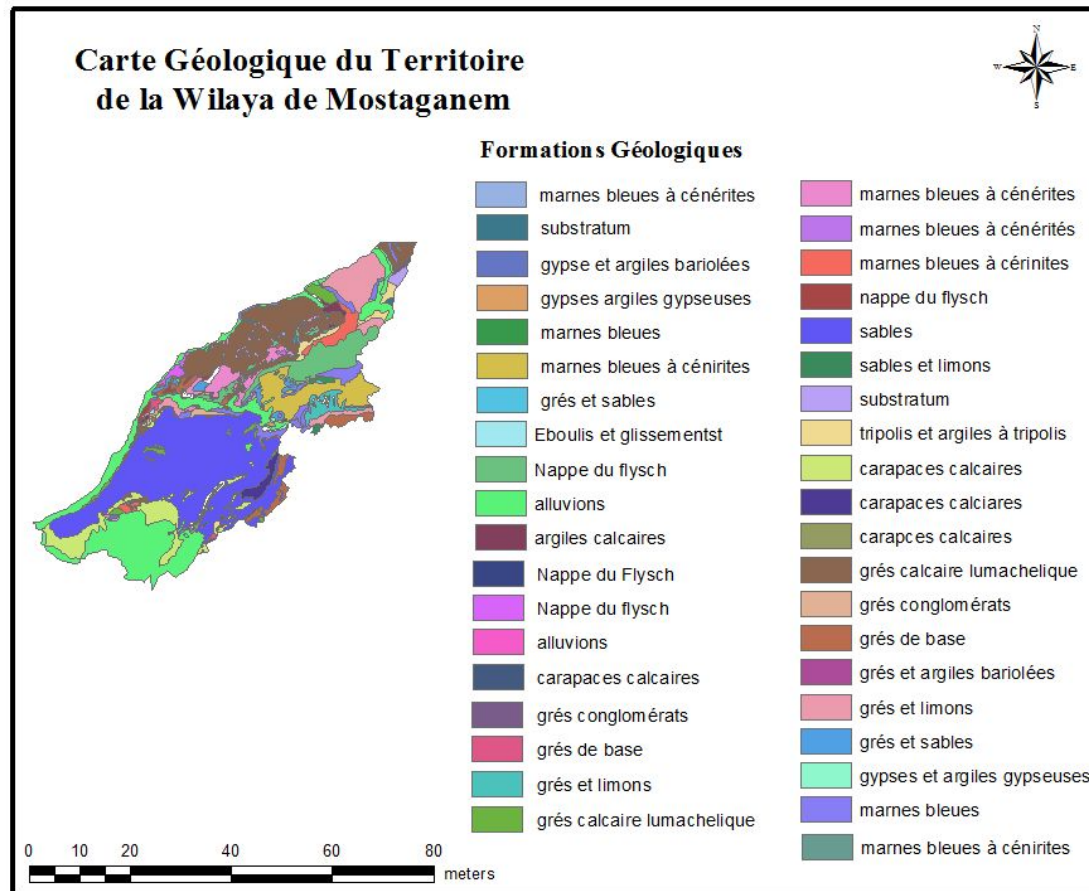 Carte Géologique du Territoire
de la Wilaya de Mostaganem
N
W
E
S
Formations Géologiques
marnes bleues à cénérites
substratum
gypse et argiles bariolées
gypses argiles gypseuses
marnes bleues
marnes bleues à cénirites
grés et sables
Eboulis et glissementst
Nappe du flysch
alluvions
argiles calcaires
Nappe du Flysch
Nappe du flysch
alluvions
carapaces calcaires
grés conglomérats
grés de base
grés et limons
grés calcaire lumachelique
marnes bleues à cénérites
marnes bleues à cénérités
marnes bleues à cérinites
nappe du flysch
sables
sables et limons
substratum
tripolis et argiles à tripolis
carapaces calcaires
carapaces calciares
carapces calcaires
grés calcaire lumachelique
grés conglomérats
grés de base
grés et argiles bariolées
grés et limons
grés et sables
gypses et argiles gypseuses
marnes bleues
marnes bleues à cénirites
0 10 20 40 60 80
meters